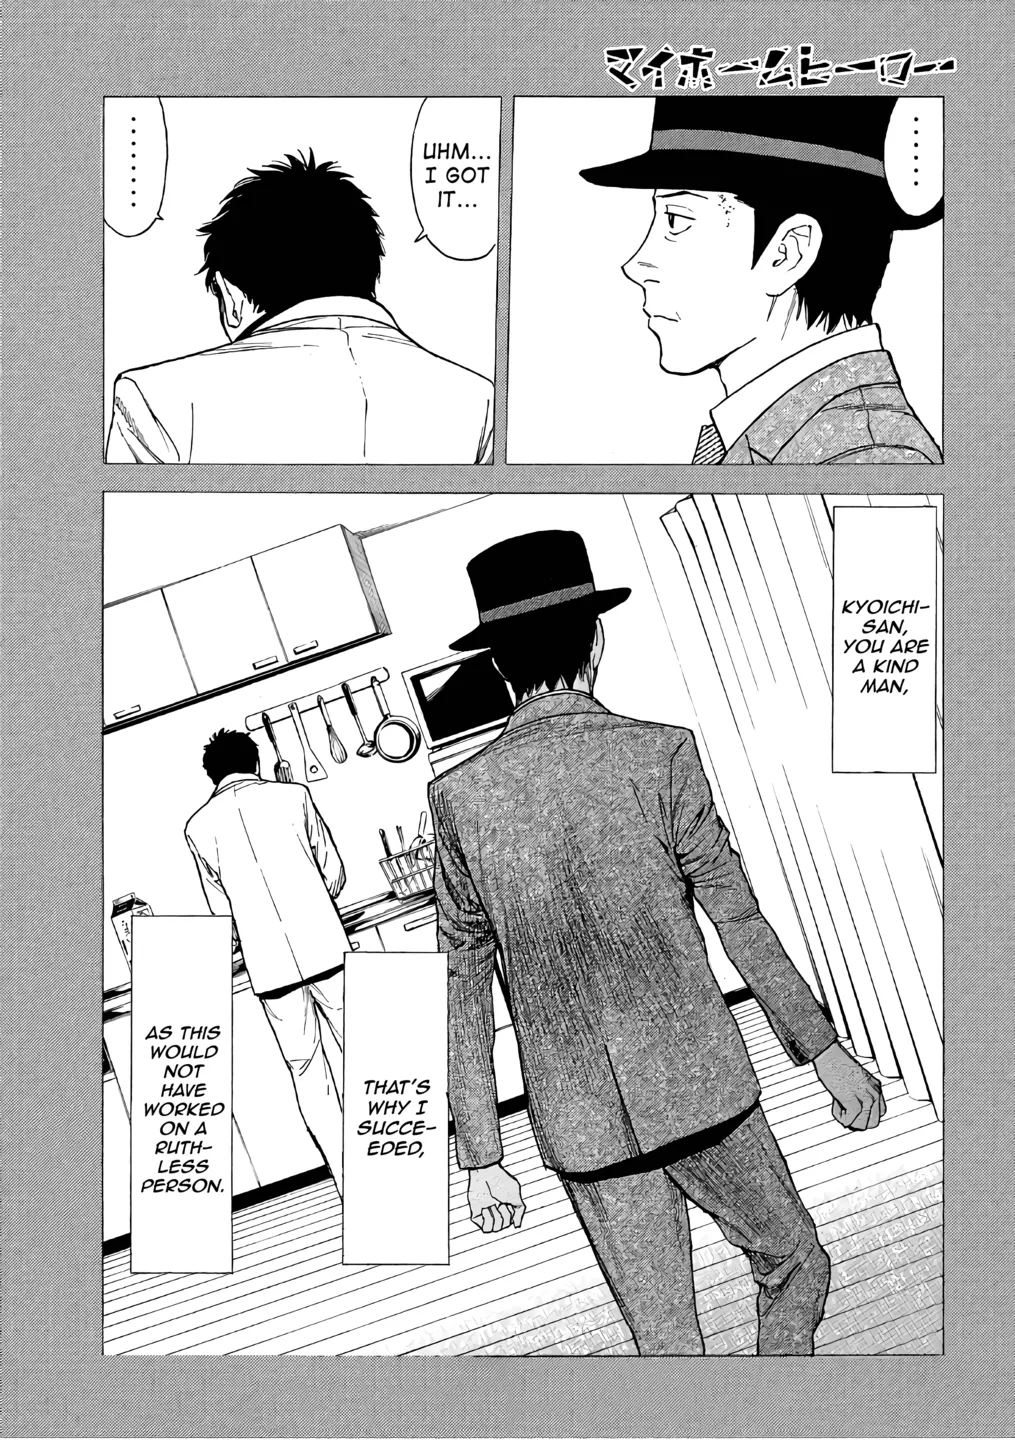 マイホームヒーロー
........
UHM...
I GOT
IT...
........
KYOICHI-
SAN,
YOU ARE
A KIND
MAN,
THAT'S
WHY I
SUCCE-
EDED,
AS THIS
WOULD
NOT
HAVE
WORKED
ON A
RUTH-
LESS
PERSON.